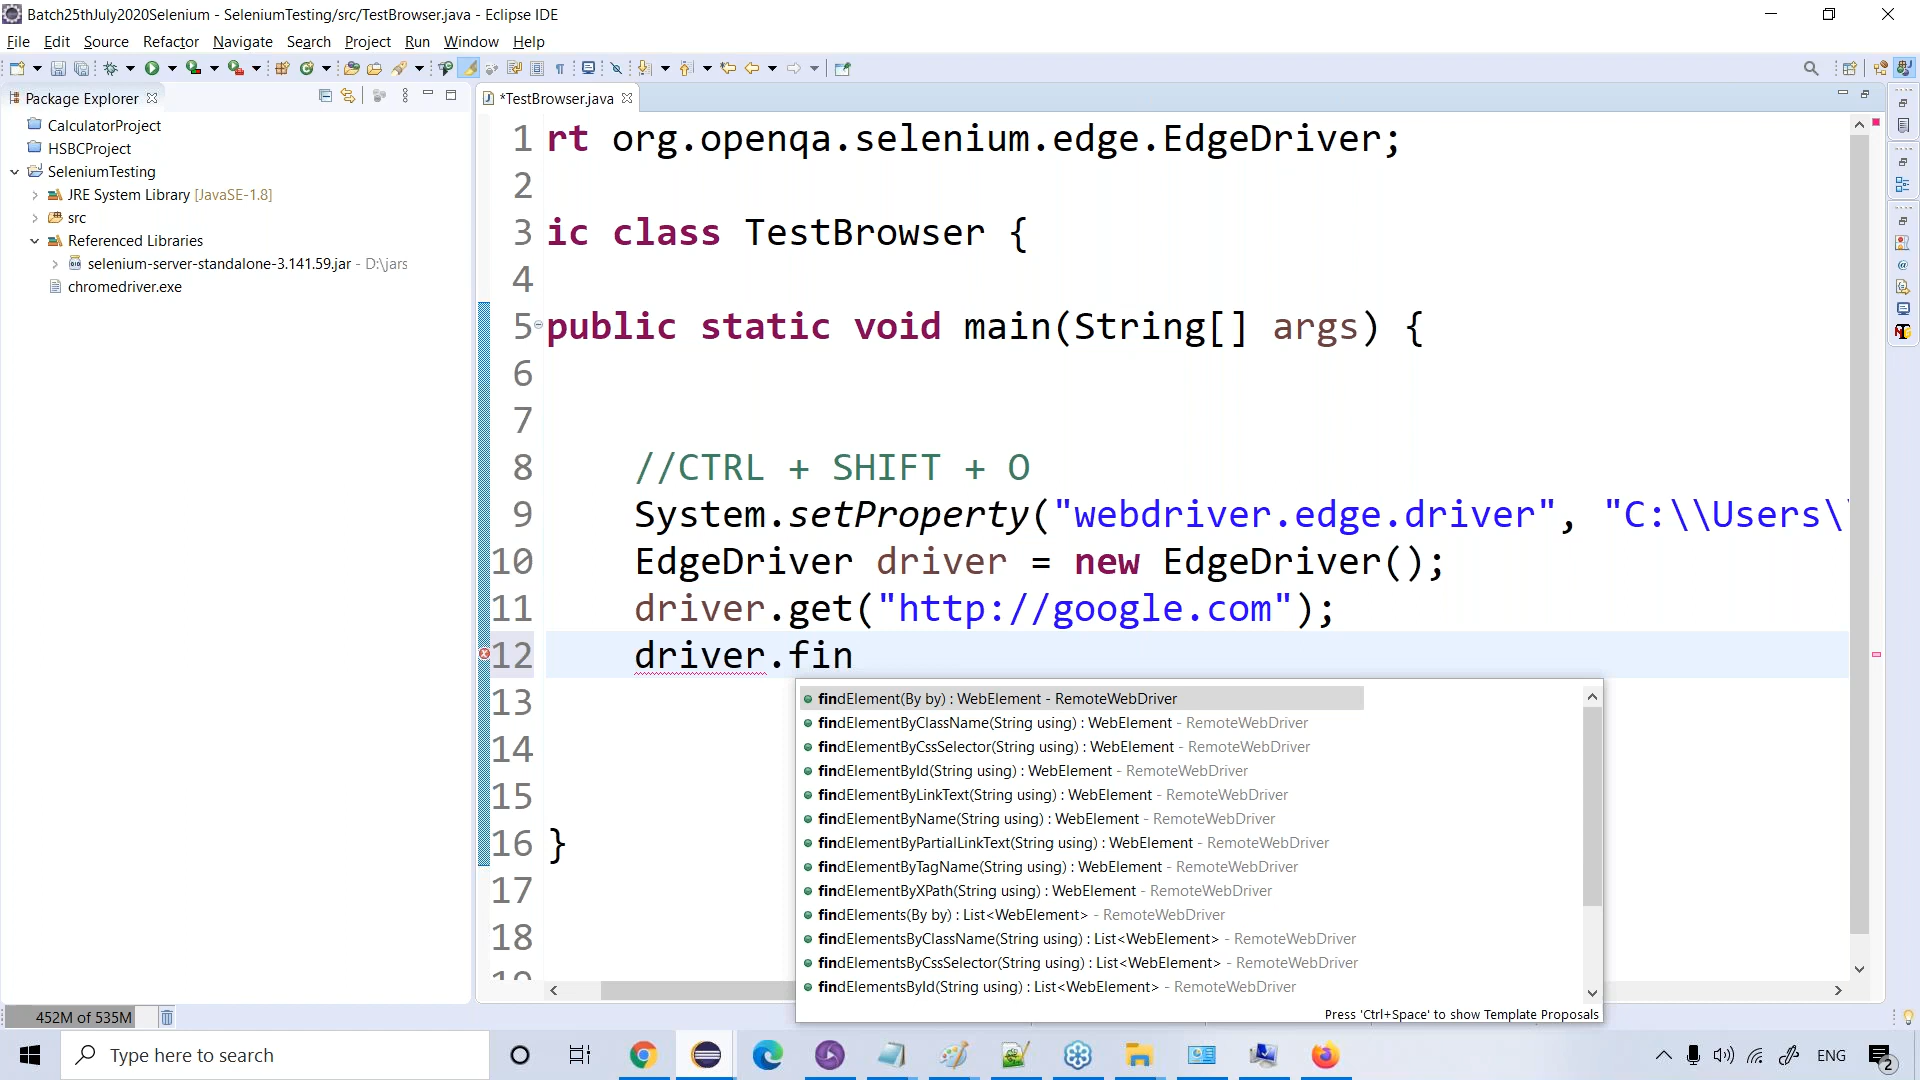 Batch25thJuly2020Selenium - SeleniumTesting/src/TestBrowser.java - Eclipse IDE
File Edit Source Refactor Navigate Search Project Run Window Help
Package Explorer
CalculatorProject
HSBCProject
SeleniumTesting
JRE System Library [JavaSE-1.8]
src
Referenced Libraries
selenium-server-standalone-3.141.59.jar - D:\jars
chromedriver.exe
*TestBrowser.java
1 rt org.openqa.selenium.edge.EdgeDriver;
2
3 ic class TestBrowser {
4
5 public static void main(String[] args) {
6
7
8 //CTRL + SHIFT + O
9 System.setProperty("webdriver.edge.driver", "C:\\Users\
10 EdgeDriver driver = new EdgeDriver();
11 driver.get("http://google.com");
12 driver.fin
13
14
15
16 }
17
18
findElement(By by) : WebElement - RemoteWebDriver
findElementByClassName(String using) : WebElement - RemoteWebDriver
findElementByCssSelector(String using) : WebElement - RemoteWebDriver
findElementById(String using) : WebElement - RemoteWebDriver
findElementByLinkText(String using) : WebElement - RemoteWebDriver
findElementByName(String using) : WebElement - RemoteWebDriver
findElementByPartialLinkText(String using) : WebElement - RemoteWebDriver
findElementByTagName(String using) : WebElement - RemoteWebDriver
findElementByXPath(String using) : WebElement - RemoteWebDriver
findElements(By by) : List<WebElement> - RemoteWebDriver
findElementsByClassName(String using) : List<WebElement> - RemoteWebDriver
findElementsByCssSelector(String using) : List<WebElement> - RemoteWebDriver
findElementsById(String using) : List<WebElement> - RemoteWebDriver
Press 'Ctrl+Space' to show Template Proposals
452M of 535M
Type here to search
ENG
2